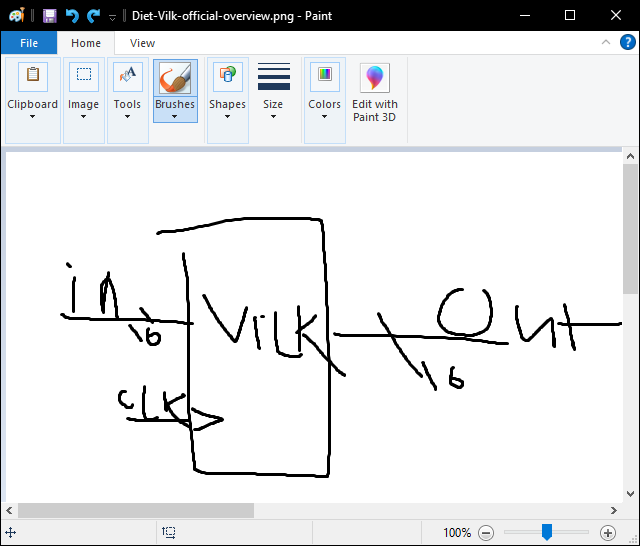 Diet-Vilk-official-overview.png - Paint
File Home View
Clipboard Image Tools Brushes Shapes Size Colors Edit with Paint 3D
in
16
VilK
Out
16
clK
100%